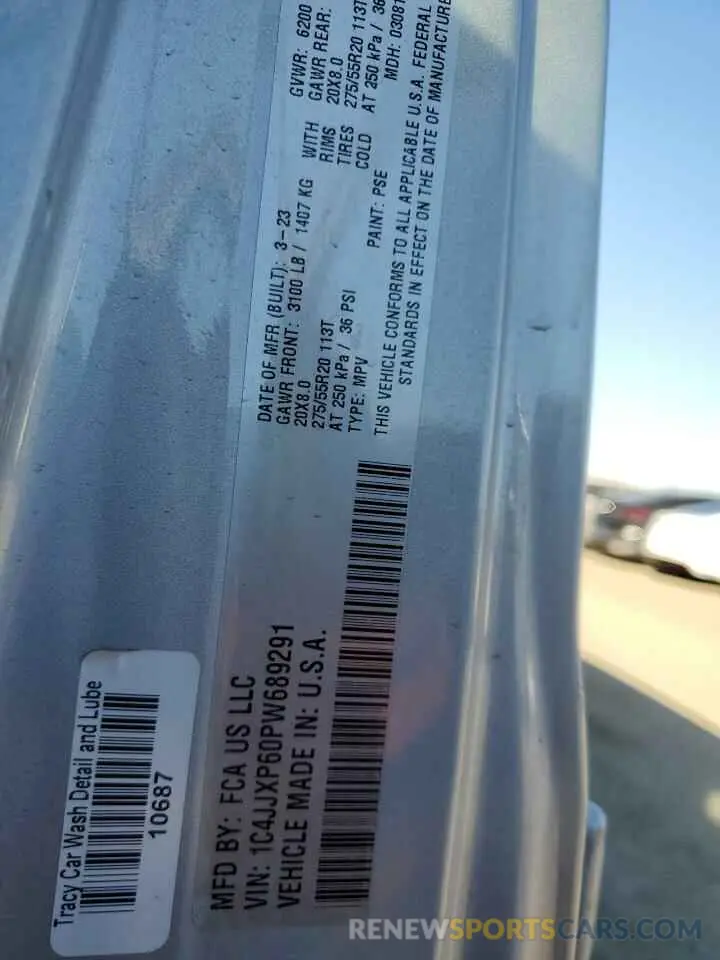 MFD BY: FCA US LLC
VIN: 1C4JJXP60PW689291
VEHICLE MADE IN: U.S.A.
DATE OF MFR (BUILT): 3-23
GAWR FRONT: 3100 LB / 1407 KG WITH
20X8.0 RIMS
275/55R20 113T TIRES
AT 250 kPa / 36 PSI COLD
TYPE: MPV PAINT: PSE
GVWR: 6200
GAWR REAR:
20X8.0
275/55R20 113T
AT 250 kPa / 36
MDH: 03081
THIS VEHICLE CONFORMS TO ALL APPLICABLE U.S.A. FEDERAL
STANDARDS IN EFFECT ON THE DATE OF MANUFACTURE
Tracy Car Wash Detail and Lube
10687
RENEWSPORTSCARS.COM